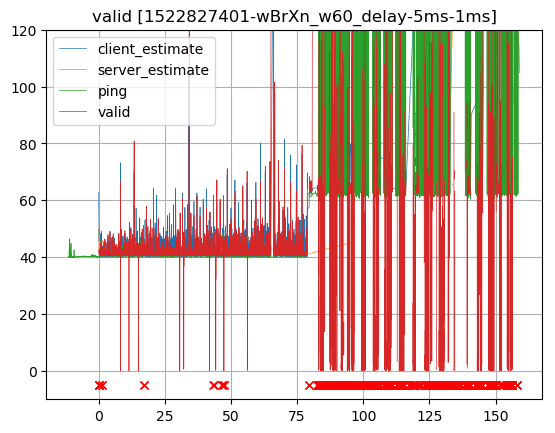 valid [1522827401-wBrXn_w60_delay-5ms-1ms]
120
100
80
60
40
20
0
client_estimate
server_estimate
ping
valid
0 25 50 75 100 125 150